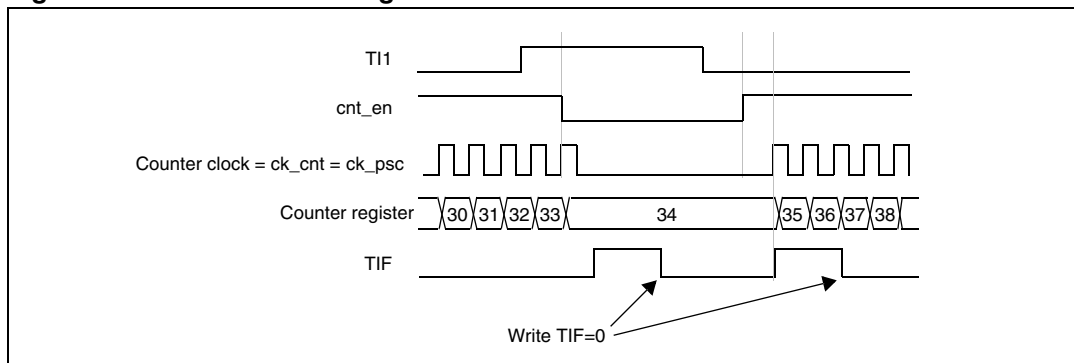 TI1
cnt_en
Counter clock = ck_cnt = ck_psc
Counter register 30 31 32 33 34 35 36 37 38
TIF
Write TIF=0